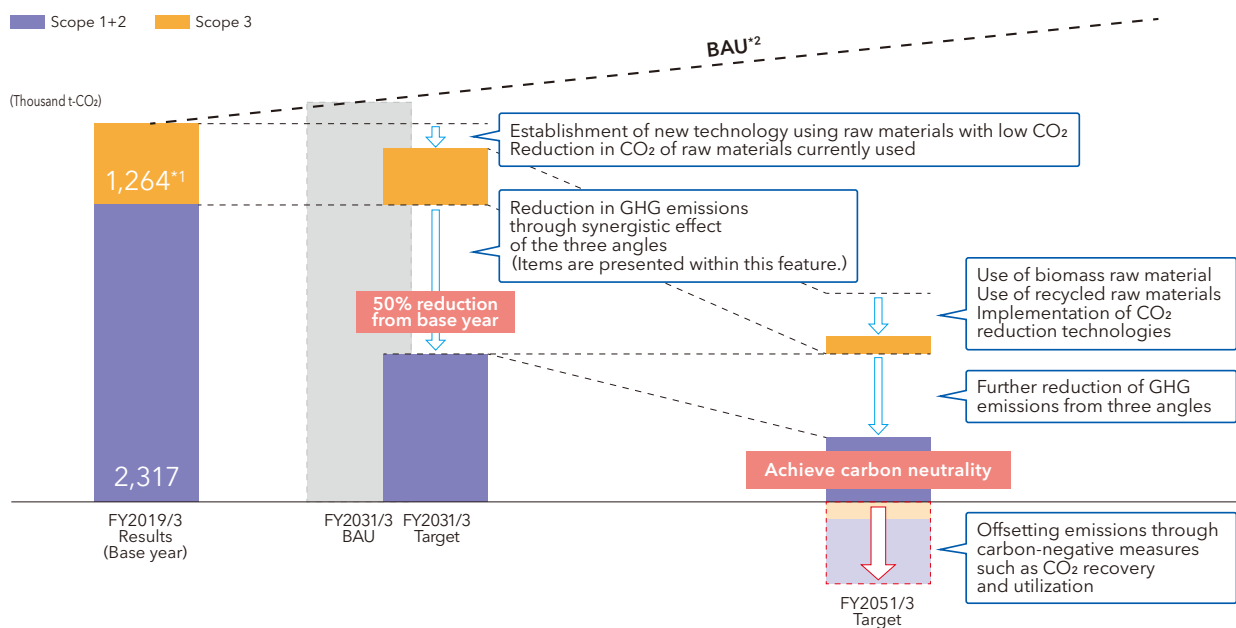 Scope 1+2
Scope 3
BAU*2
(Thousand t-CO₂)
Establishment of new technology using raw materials with low CO₂
Reduction in CO₂ of raw materials currently used
1,264*1
Reduction in GHG emissions
through synergistic effect
of the three angles
(Items are presented within this feature.)
50% reduction
from base year
Use of biomass raw material
Use of recycled raw materials
Implementation of CO₂
reduction technologies
Further reduction of GHG
emissions from three angles
2,317
Achieve carbon neutrality
FY2019/3
Results
(Base year)
FY2031/3
BAU
FY2031/3
Target
Offsetting emissions through
carbon-negative measures
such as CO₂ recovery
and utilization
FY2051/3
Target